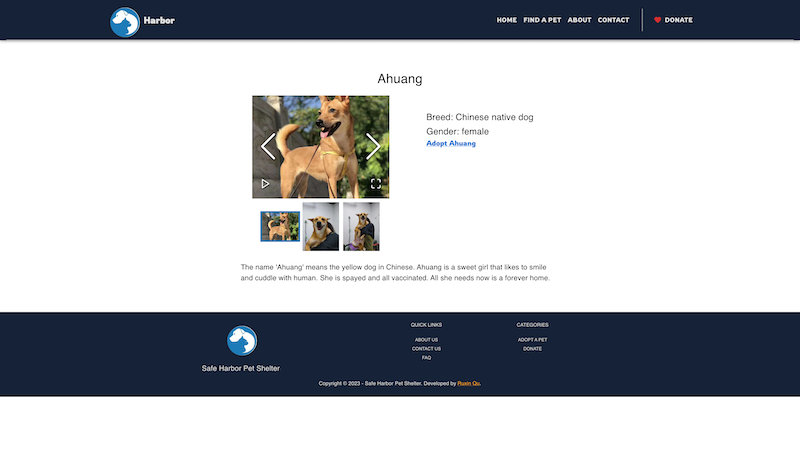 Harbor
HOME FIND A PET ABOUT CONTACT DONATE
Ahuang
Breed: Chinese native dog
Gender: female
Adopt Ahuang
The name 'Ahuang' means the yellow dog in Chinese. Ahuang is a sweet girl that likes to smile
and cuddle with human. She is spayed and all vaccinated. All she needs now is a forever home.
Safe Harbor Pet Shelter
QUICK LINKS
ABOUT US
CONTACT US
FAQ
CATEGORIES
ADOPT A PET
DONATE
Copyright © 2023 - Safe Harbor Pet Shelter. Developed by Ruxin Qu.